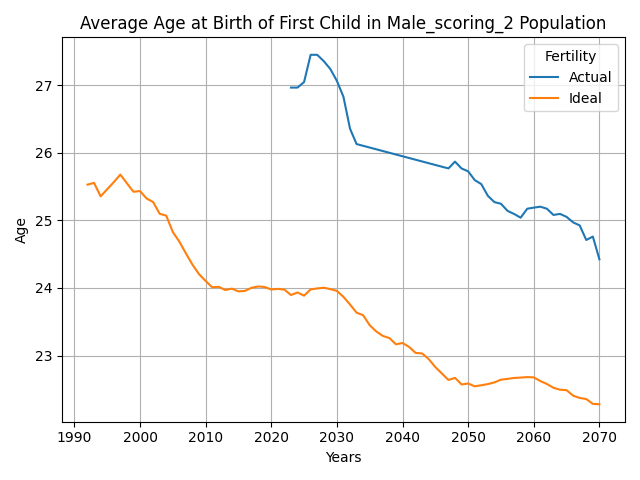 Average Age at Birth of First Child in Male_scoring_2 Population
Fertility
Actual
Ideal
Age
27
26
25
24
23
1990 2000 2010 2020 2030 2040 2050 2060 2070
Years